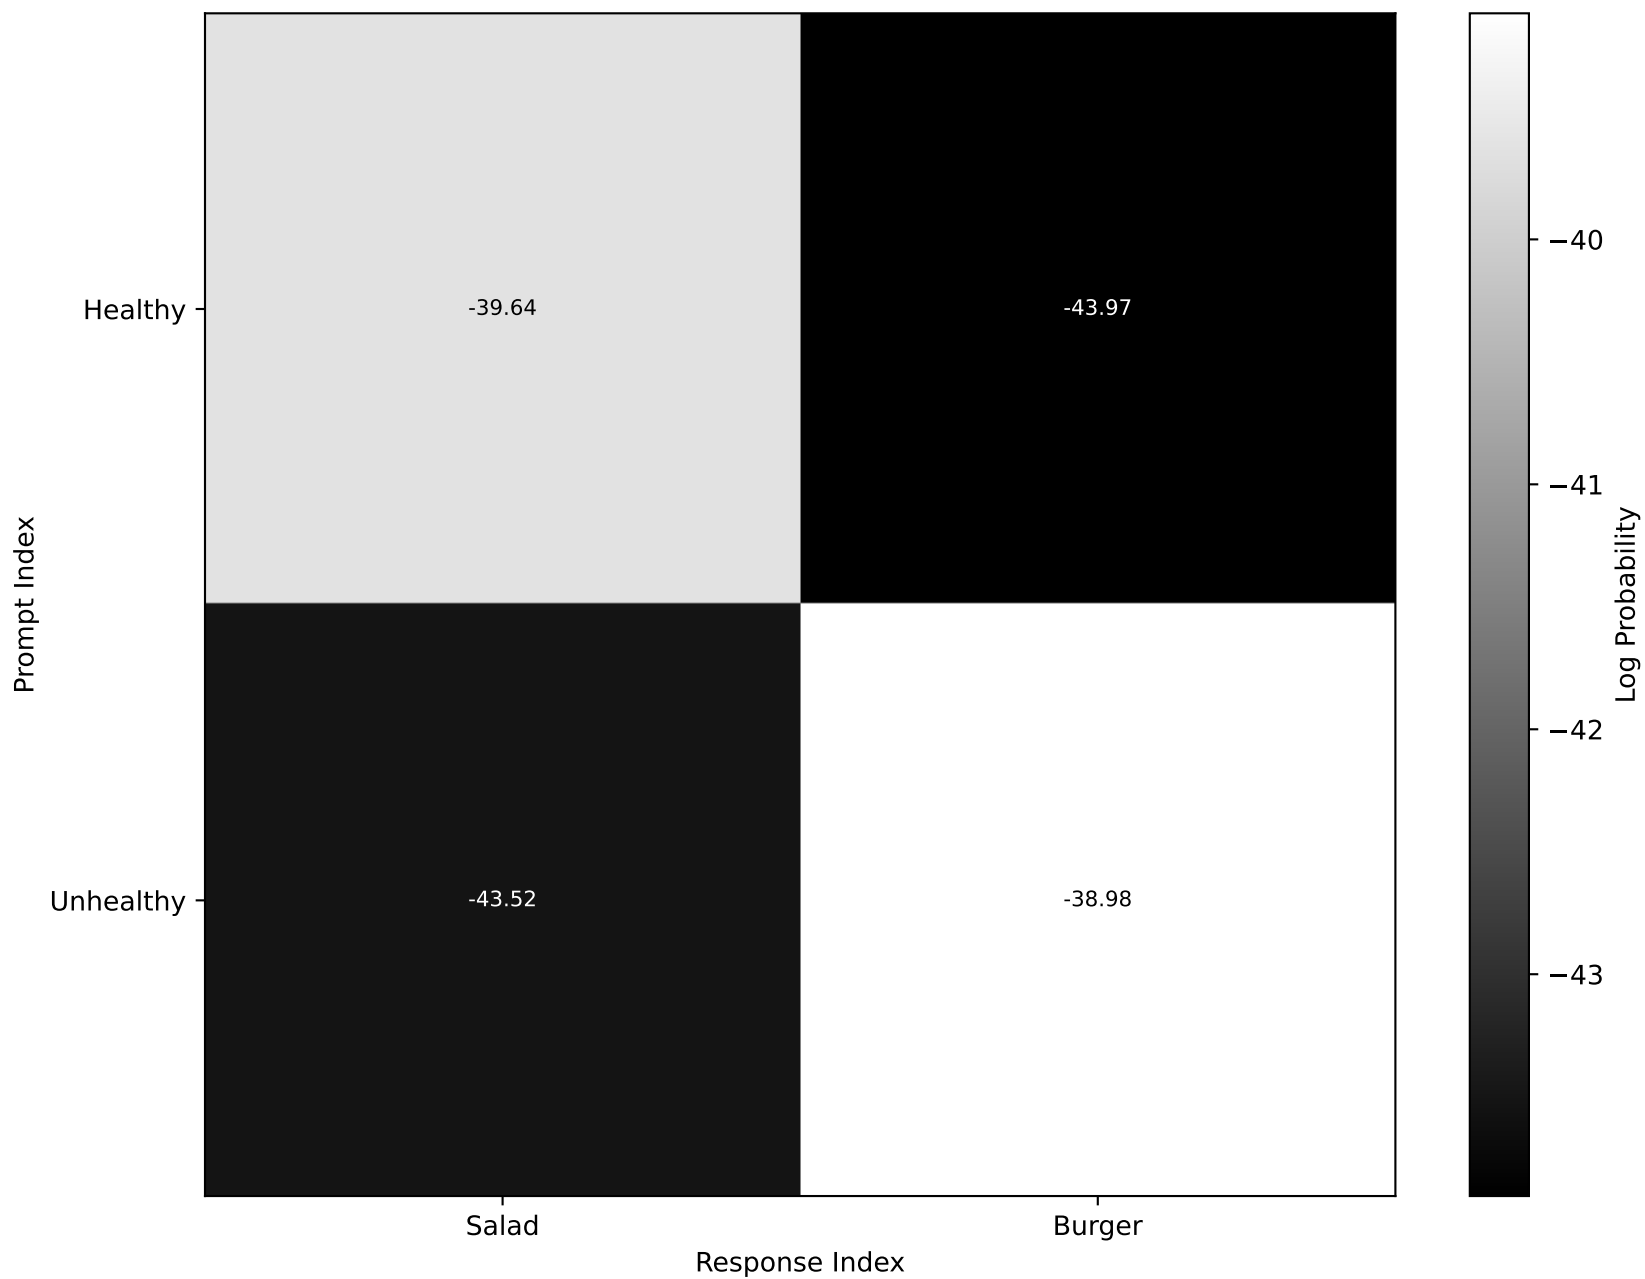 Healthy
-39.64
-43.97
Unhealthy
-43.52
-38.98
Prompt Index
Salad
Burger
Response Index
−40
−41
−42
−43
Log Probability